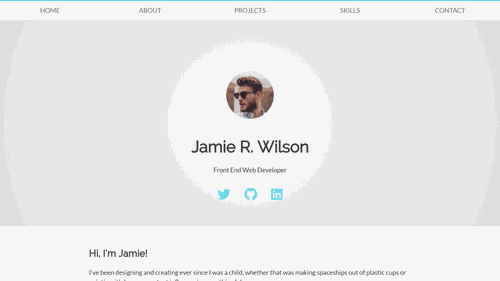 HOME ABOUT PROJECTS SKILLS CONTACT
Jamie R. Wilson
Front End Web Developer
Hi, I'm Jamie!
I've been designing and creating ever since I was a child, whether that was making spaceships out of plastic cups or